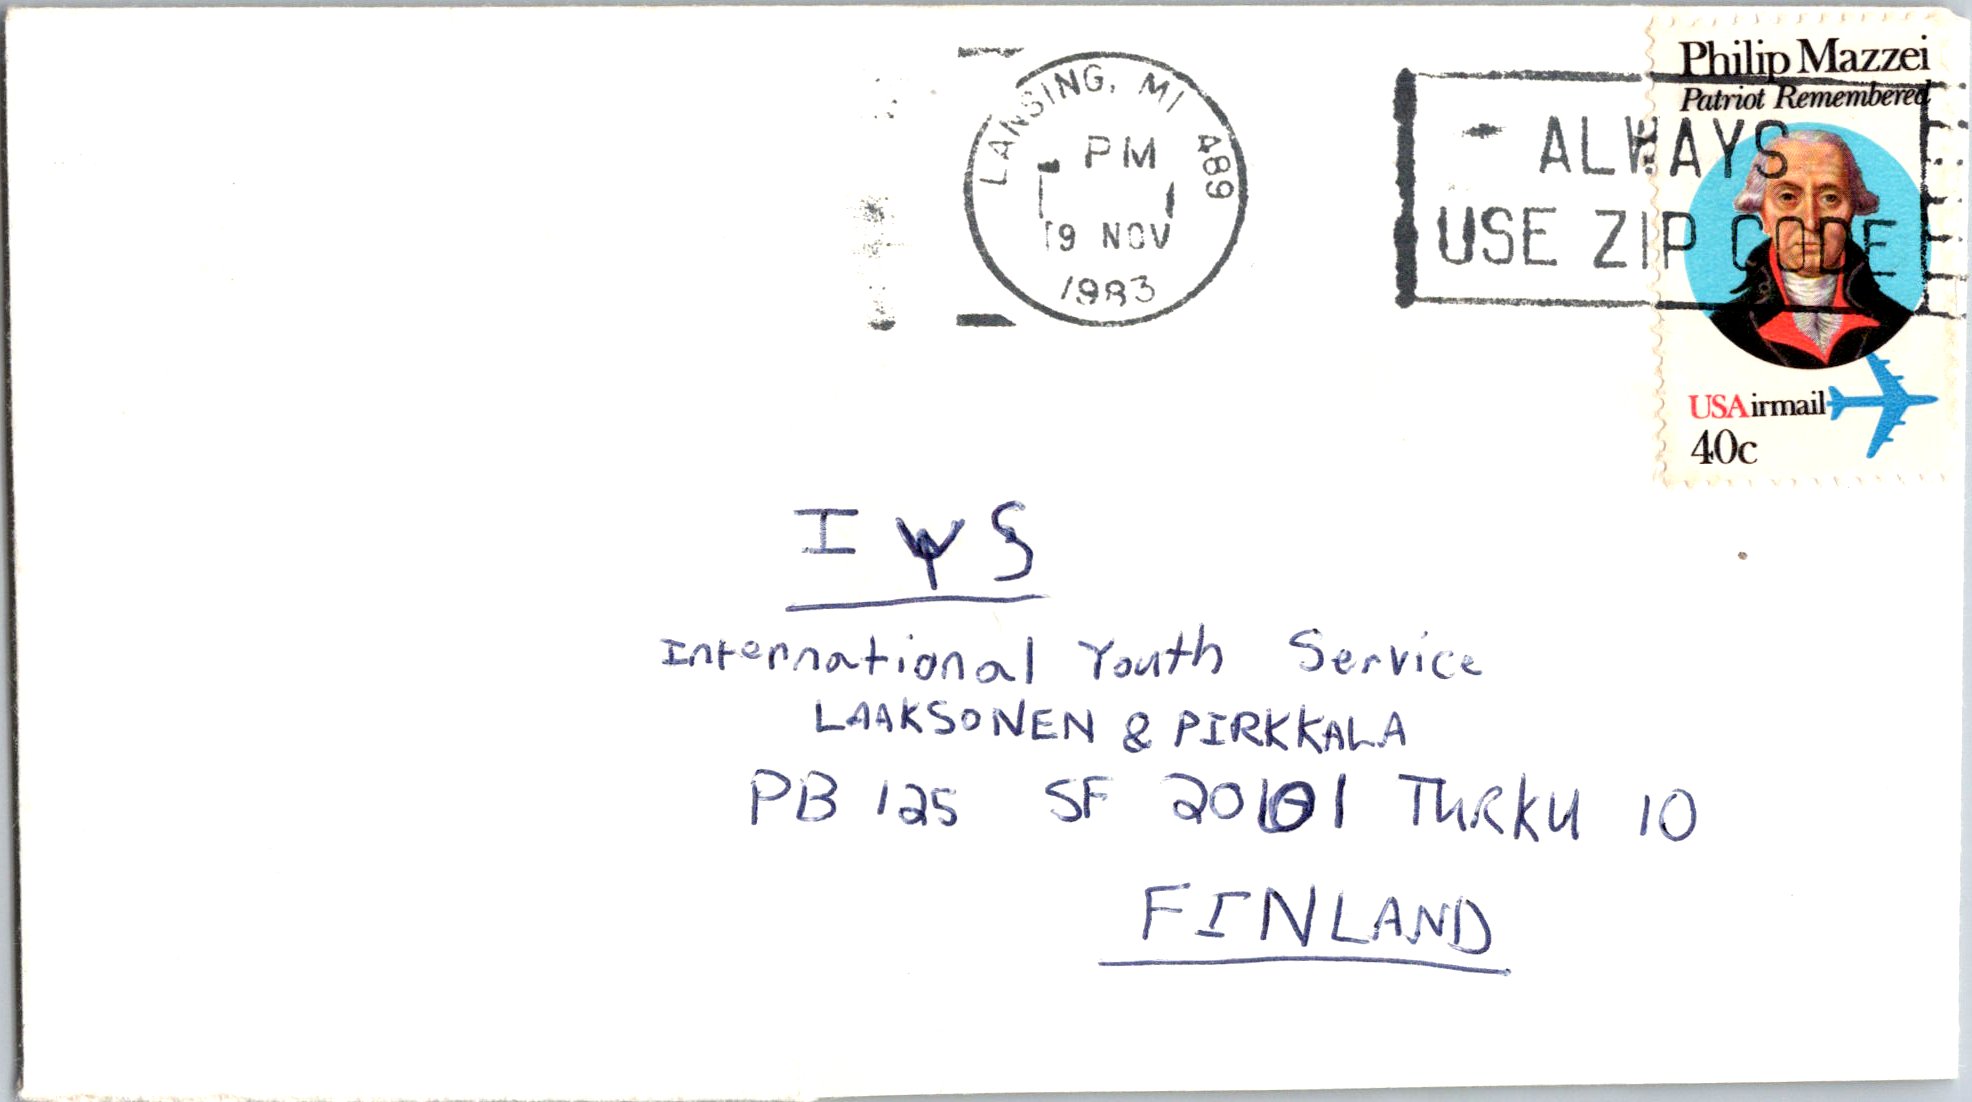 LANSING, MI 489
PM
19 NOV
1983
ALWAYS
USE ZIP CODE
Philip Mazzei
Patriot Remembered
USAirmail
40c
IYS
International Youth Service
LAAKSONEN & PIRKKALA
PB 125 SF 20101 TURKU 10
FINLAND